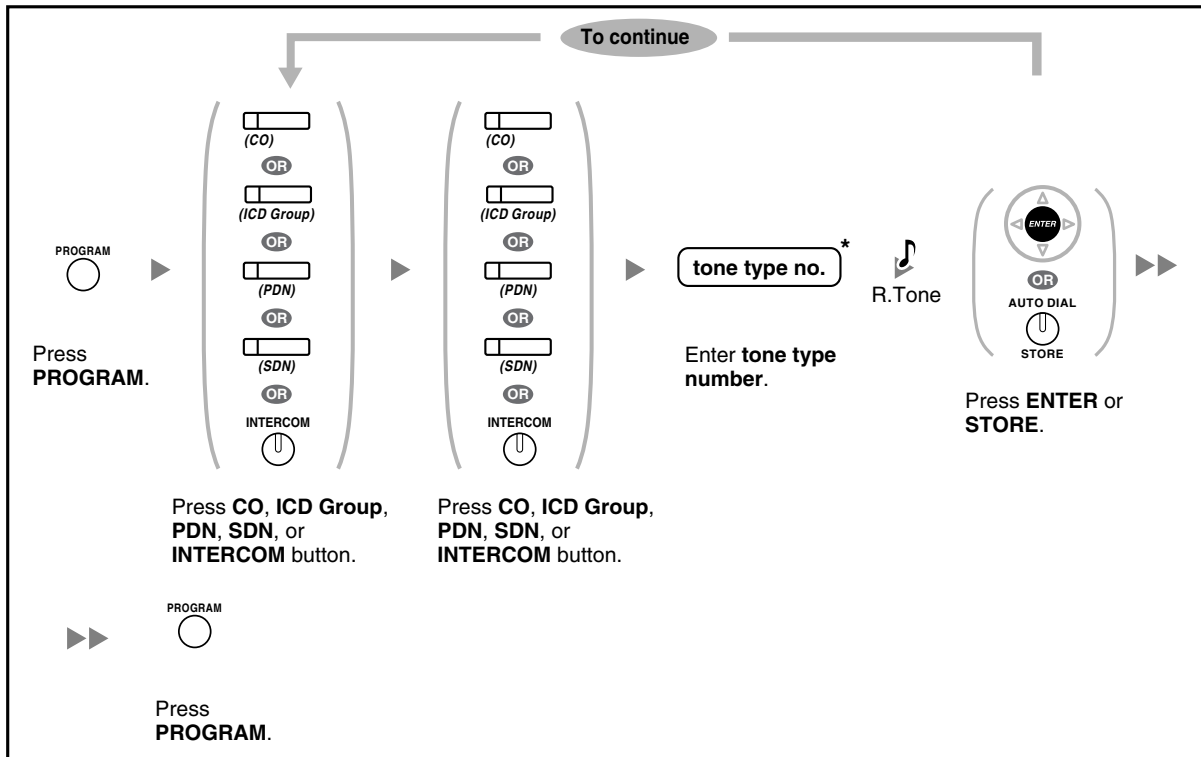 To continue
PROGRAM
Press
PROGRAM.
(CO)
OR
(ICD Group)
OR
(PDN)
OR
(SDN)
OR
INTERCOM
Press CO, ICD Group,
PDN, SDN, or
INTERCOM button.
(CO)
OR
(ICD Group)
OR
(PDN)
OR
(SDN)
OR
INTERCOM
Press CO, ICD Group,
PDN, SDN, or
INTERCOM button.
tone type no.*
Enter tone type
number.
R.Tone
ENTER
OR
AUTO DIAL
STORE
Press ENTER or
STORE.
PROGRAM
Press
PROGRAM.